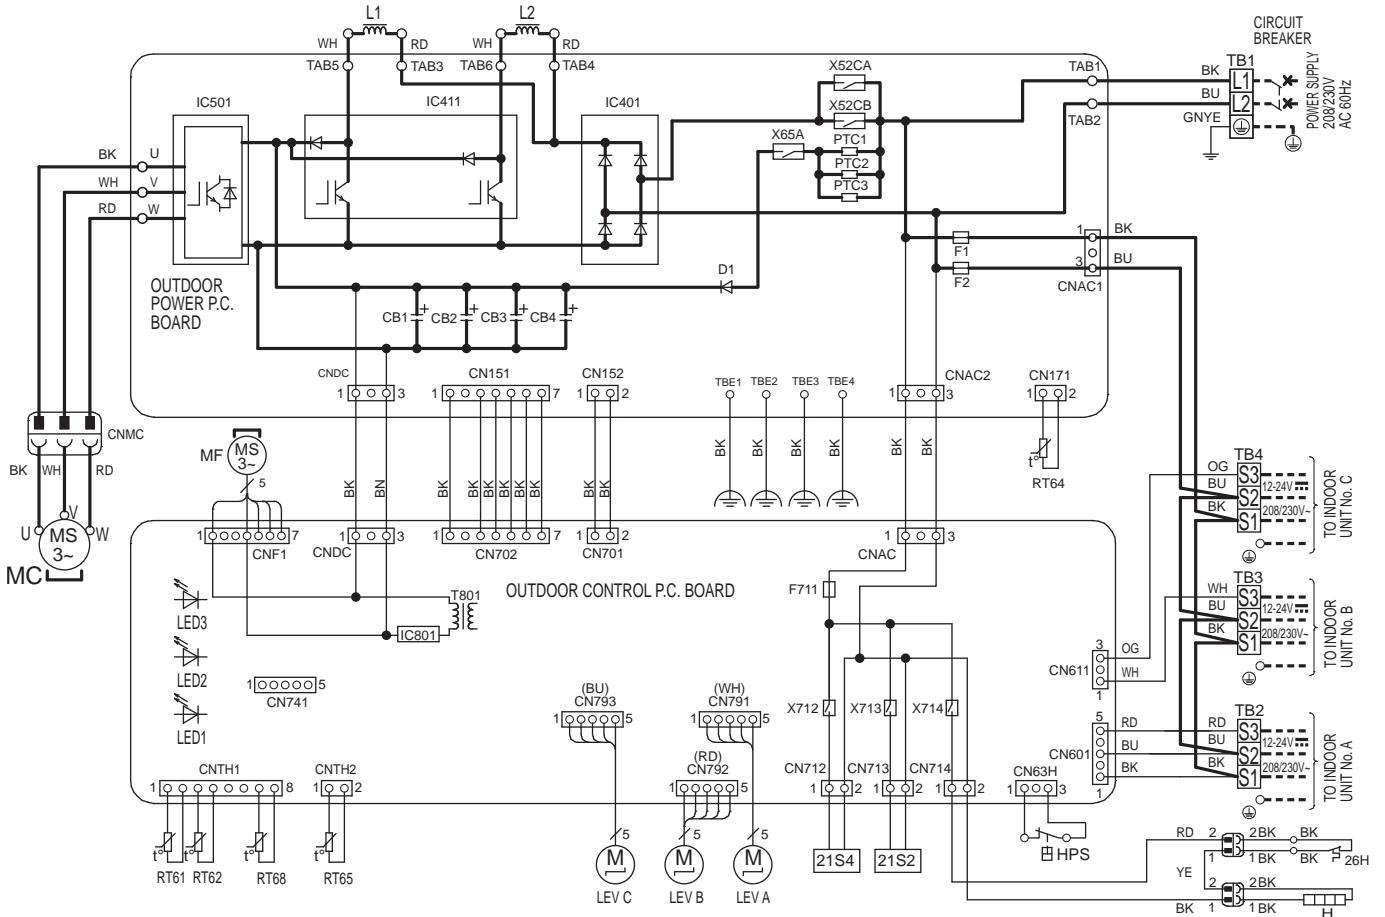 L1
L2
CIRCUIT
BREAKER
WH
RD
WH
RD
TAB5
TAB3
TAB6
TAB4
X52CA
TAB1
BK
TB1
L1
POWER SUPPLY
208/230V
AC 60Hz
IC501
IC411
IC401
X52CB
BU
L2
TAB2
GNYE
X65A
PTC1
PTC2
PTC3
BK
U
WH
V
RD
W
1
BK
F1
3
BU
F2
CNAC1
D1
OUTDOOR
POWER P.C.
BOARD
CB1
+
CB2
+
CB3
+
CB4
+
CNDC
1
3
CN151
1
7
CN152
1
2
TBE1
TBE2
TBE3
TBE4
CNAC2
1
3
CN171
1
2
CNMC
BK
WH
RD
MF
MS
3~
5
BK
BN
BK
BK
BK
BK
BK
BK
BK
BK
BK
BK
BK
BK
BK
BK
t°
RT64
TB4
OG
S3
BU
12-24V
S2
BK
208/230V~
S1
TO INDOOR
UNIT No. C
U
V
W
MS
3~
MC
1
7
CNF1
1
3
CNDC
1
7
CN702
1
2
CN701
CNAC
1
3
OUTDOOR CONTROL P.C. BOARD
F711
T801
IC801
LED3
LED2
LED1
1
5
CN741
TB3
WH
S3
BU
12-24V
S2
BK
208/230V~
S1
TO INDOOR
UNIT No. B
3
OG
CN611
WH
1
(BU)
CN793
1
5
(WH)
CN791
1
5
(RD)
CN792
1
5
X712
X713
X714
5
RD
RD
BU
BU
CN601
BK
BK
1
TB2
S3
12-24V
S2
208/230V~
S1
TO INDOOR
UNIT No. A
CNTH1
1
8
CNTH2
1
2
CN712
1
2
CN713
1
2
CN714
1
2
CN63H
1
3
t°
t°
t°
t°
RT61
RT62
RT68
RT65
5
M
LEV C
5
M
LEV B
5
M
LEV A
21S4
21S2
HPS
RD
2
2BK
BK
1
1BK
BK
26H
YE
2
2BK
BK
1
1BK
H